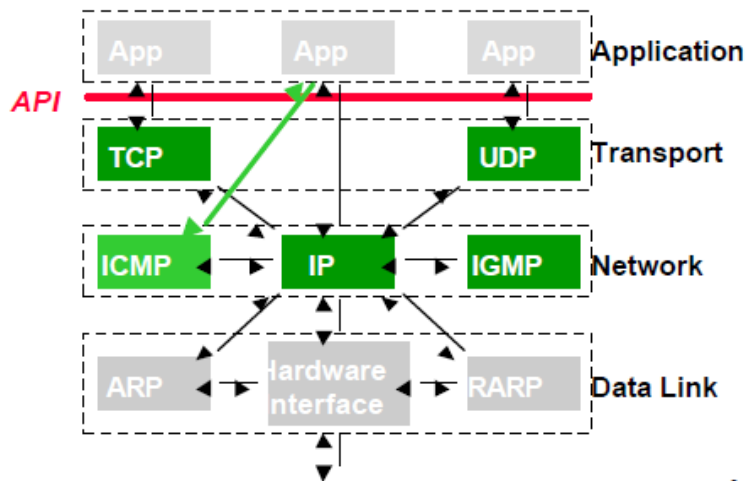 App App App Application
API
TCP UDP Transport
ICMP IP IGMP Network
ARP Hardware Interface RARP Data Link